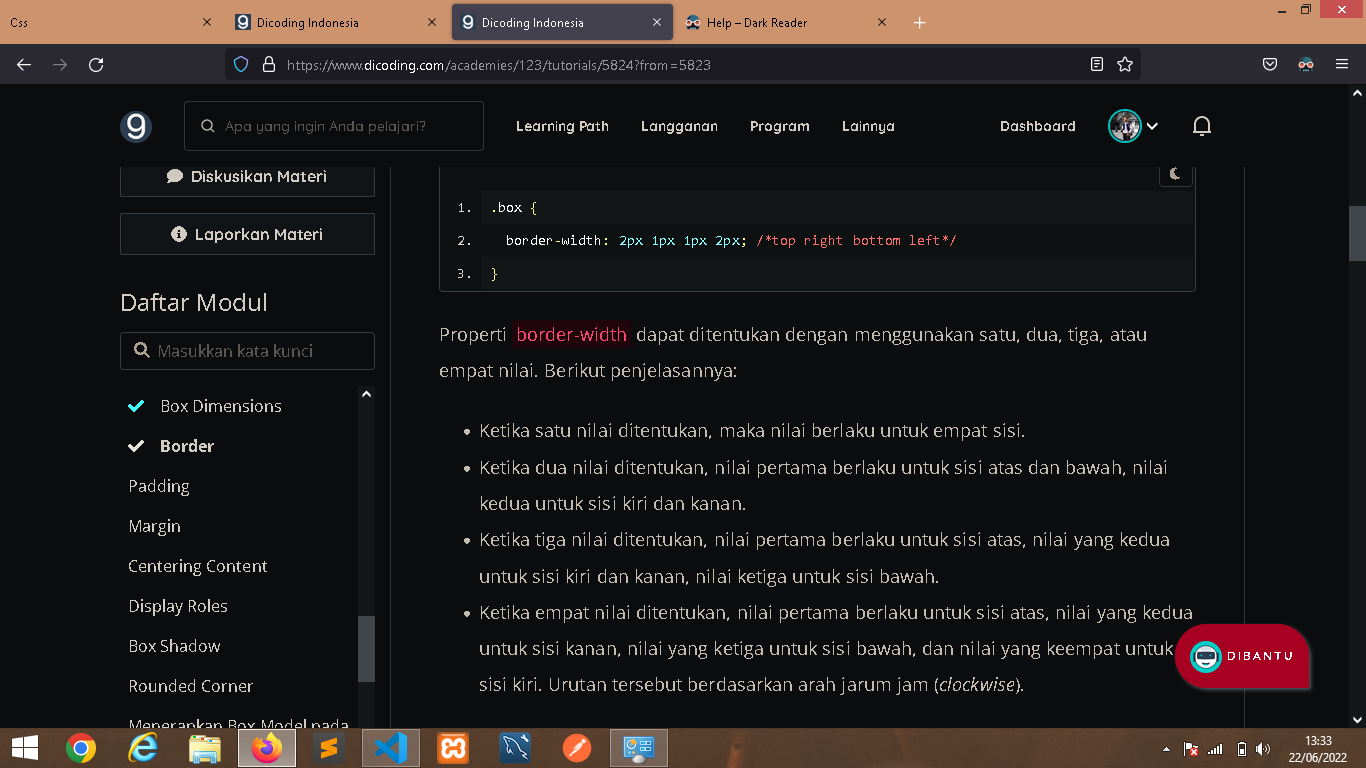 Css
Dicoding Indonesia
Dicoding Indonesia
Help – Dark Reader
https://www.dicoding.com/academies/123/tutorials/5824?from=5823
Apa yang ingin Anda pelajari?
Learning Path
Langganan
Program
Lainnya
Dashboard
Diskusikan Materi
Laporkan Materi
Daftar Modul
Masukkan kata kunci
Box Dimensions
Border
Padding
Margin
Centering Content
Display Roles
Box Shadow
Rounded Corner
Menerapkan Box Model pada
1. .box {
2. border-width: 2px 1px 1px 2px; /*top right bottom left*/
3. }
Properti border-width dapat ditentukan dengan menggunakan satu, dua, tiga, atau
empat nilai. Berikut penjelasannya:
• Ketika satu nilai ditentukan, maka nilai berlaku untuk empat sisi.
• Ketika dua nilai ditentukan, nilai pertama berlaku untuk sisi atas dan bawah, nilai
kedua untuk sisi kiri dan kanan.
• Ketika tiga nilai ditentukan, nilai pertama berlaku untuk sisi atas, nilai yang kedua
untuk sisi kiri dan kanan, nilai ketiga untuk sisi bawah.
• Ketika empat nilai ditentukan, nilai pertama berlaku untuk sisi atas, nilai yang kedua
untuk sisi kanan, nilai yang ketiga untuk sisi bawah, dan nilai yang keempat untuk
sisi kiri. Urutan tersebut berdasarkan arah jarum jam (clockwise).
DIBANTU
13:33
22/06/2022